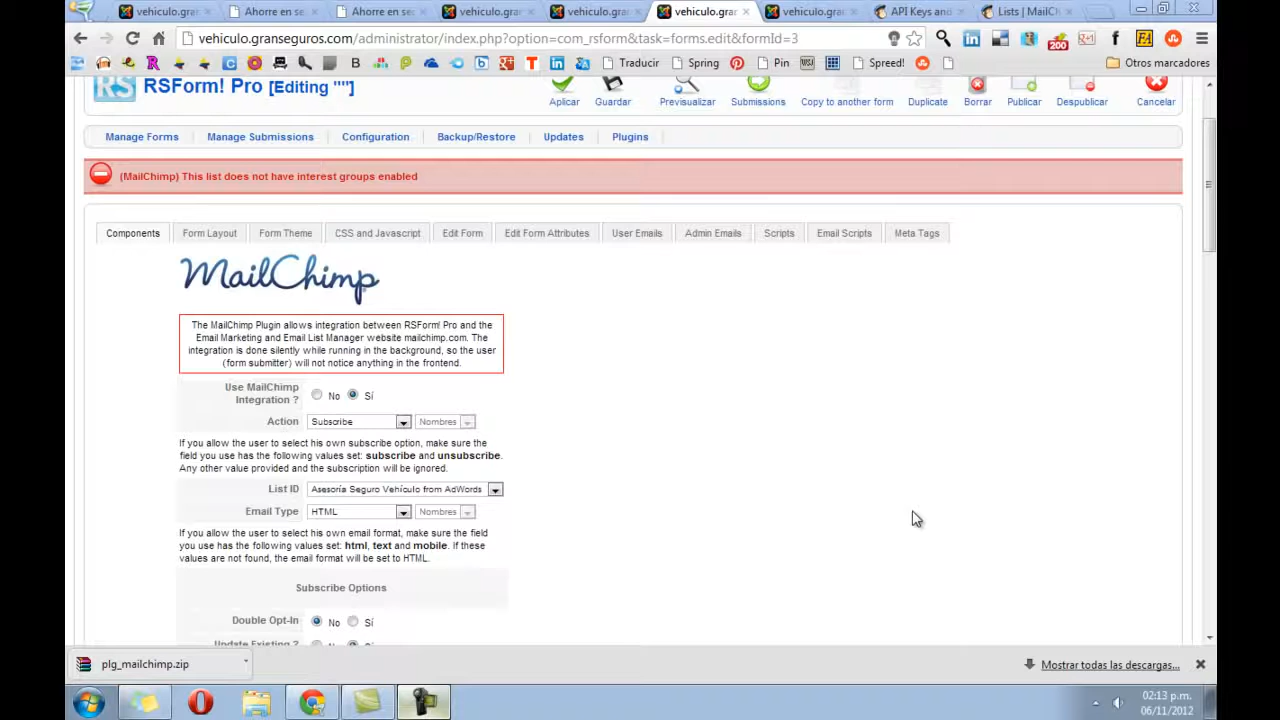 vehiculo.gran
Ahorre en se
Ahorre en sec
vehiculo.gran
vehiculo.gran
vehiculo.gran
vehiculo.gran
API Keys and
Lists | MailCh
vehiculo.granseguros.com/administrator/index.php?option=com_rsform&task=forms.edit&formId=3
200
Traducir
Spring
Pin
Spreed!
Otros marcadores
RS
RSForm! Pro [Editing ""]
Aplicar
Guardar
Previsualizar
Submissions
Copy to another form
Duplicate
Borrar
Publicar
Despublicar
Cancelar
Manage Forms
Manage Submissions
Configuration
Backup/Restore
Updates
Plugins
(MailChimp) This list does not have interest groups enabled
Components
Form Layout
Form Theme
CSS and Javascript
Edit Form
Edit Form Attributes
User Emails
Admin Emails
Scripts
Email Scripts
Meta Tags
MailChimp
The MailChimp Plugin allows integration between RSForm! Pro and the
Email Marketing and Email List Manager website mailchimp.com. The
integration is done silently while running in the background, so the user
(form submitter) will not notice anything in the frontend.
Use MailChimp
Integration ?
No
Sí
Action
Subscribe
Nombres
If you allow the user to select his own subscribe option, make sure the
field you use has the following values set: subscribe and unsubscribe.
Any other value provided and the subscription will be ignored.
List ID
Asesoría Seguro Vehículo from AdWords
Email Type
HTML
Nombres
If you allow the user to select his own email format, make sure the field
you use has the following values set: html, text and mobile. If these
values are not found, the email format will be set to HTML.
Subscribe Options
Double Opt-In
No
Sí
Update Existing ?
plg_mailchimp.zip
Mostrar todas las descargas...
02:13 p.m.
06/11/2012